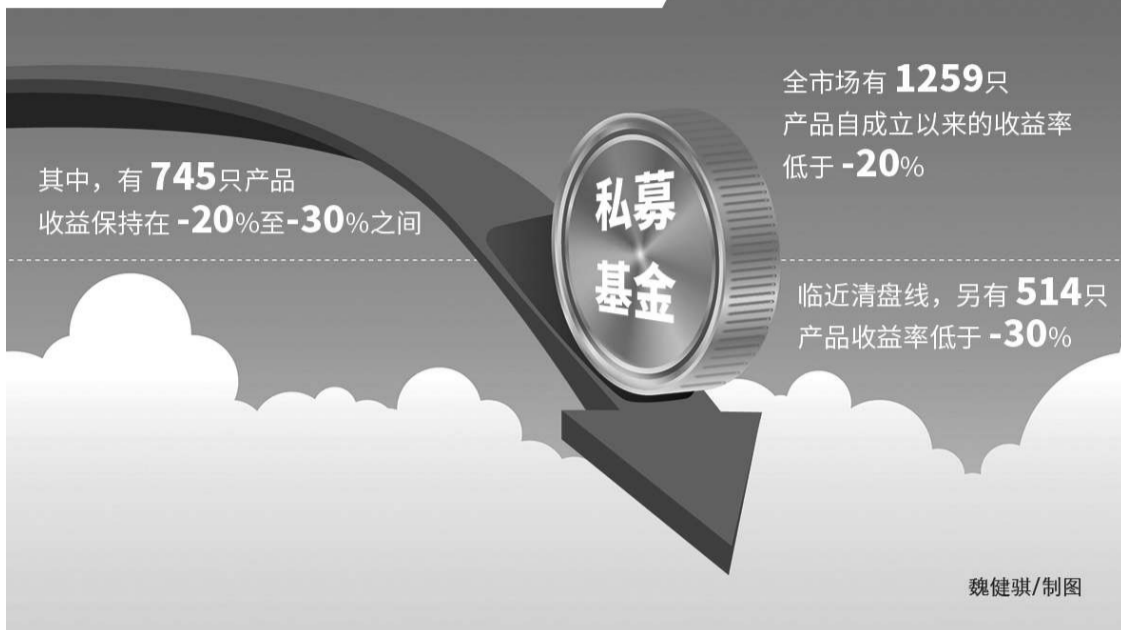 全市场有 1259只
产品自成立以来的收益率
低于 -20%
其中，有 745只产品
收益保持在 -20%至-30%之间
私募
基金
临近清盘线，另有 514只
产品收益率低于 -30%
魏健骐/制图